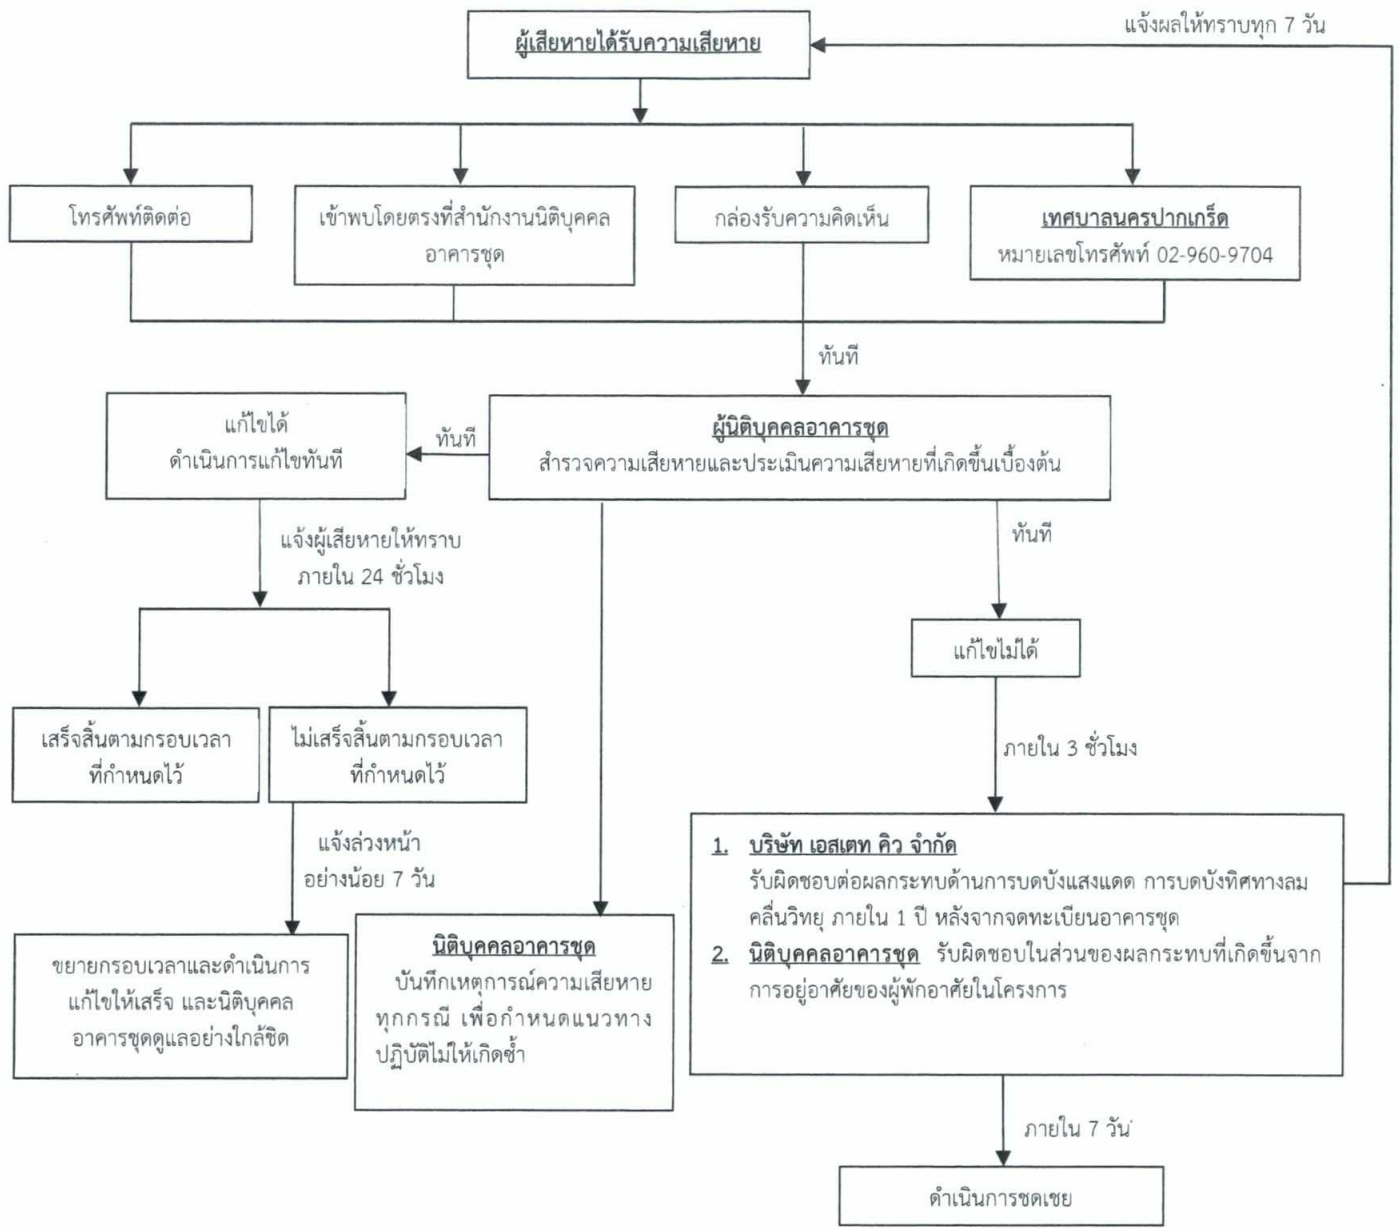 แจ้งผลให้ทราบทุก 7 วัน
ผู้เสียหายได้รับความเสียหาย
โทรศัพท์ติดต่อ
เข้าพบโดยตรงที่สำนักงานนิติบุคคล
อาคารชุด
กล่องรับความคิดเห็น
เทศบาลนครปากเกร็ด
หมายเลขโทรศัพท์ 02-960-9704
ทันที
แก้ไขได้
ดำเนินการแก้ไขทันที
ทันที
ผู้นิติบุคคลอาคารชุด
สำรวจความเสียหายและประเมินความเสียหายที่เกิดขึ้นเบื้องต้น
แจ้งผู้เสียหายให้ทราบ
ภายใน 24 ชั่วโมง
ทันที
แก้ไขไม่ได้
เสร็จสิ้นตามกรอบเวลา
ที่กำหนดไว้
ไม่เสร็จสิ้นตามกรอบเวลา
ที่กำหนดไว้
ภายใน 3 ชั่วโมง
แจ้งล่วงหน้า
อย่างน้อย 7 วัน
1. บริษัท เอสเตท คิว จำกัด
รับผิดชอบต่อผลกระทบด้านการบดบังแสงแดด การบดบังทิศทางลม
คลื่นวิทยุ ภายใน 1 ปี หลังจากจดทะเบียนอาคารชุด
2. นิติบุคคลอาคารชุด รับผิดชอบในส่วนของผลกระทบที่เกิดขึ้นจาก
การอยู่อาศัยของผู้พักอาศัยในโครงการ
ขยายกรอบเวลาและดำเนินการ
แก้ไขให้เสร็จ และนิติบุคคล
อาคารชุดดูแลอย่างใกล้ชิด
นิติบุคคลอาคารชุด
บันทึกเหตุการณ์ความเสียหาย
ทุกกรณี เพื่อกำหนดแนวทาง
ปฏิบัติไม่ให้เกิดซ้ำ
ภายใน 7 วัน
ดำเนินการชดเชย